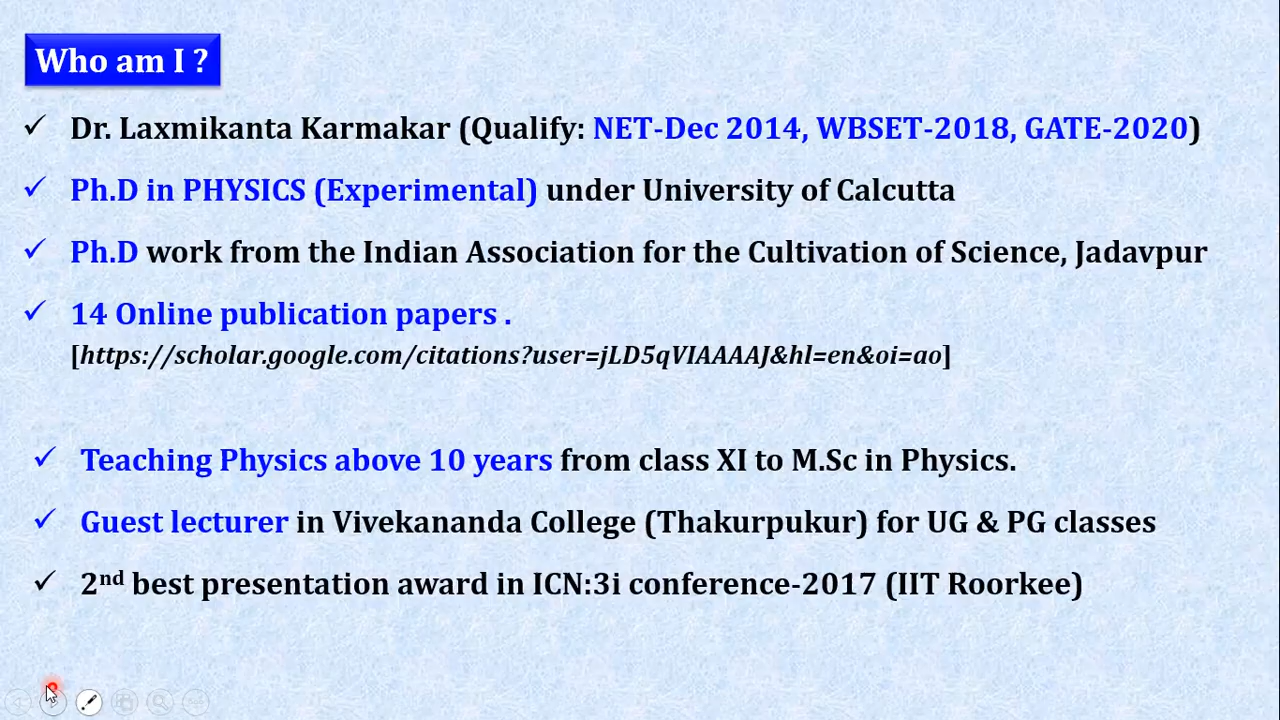 Who am I ?
✓ Dr. Laxmikanta Karmakar (Qualify: NET-Dec 2014, WBSET-2018, GATE-2020)
✓ Ph.D in PHYSICS (Experimental) under University of Calcutta
✓ Ph.D work from the Indian Association for the Cultivation of Science, Jadavpur
✓ 14 Online publication papers .
[https://scholar.google.com/citations?user=jLD5qVIAAAAJ&hl=en&oi=ao]
✓ Teaching Physics above 10 years from class XI to M.Sc in Physics.
✓ Guest lecturer in Vivekananda College (Thakurpukur) for UG & PG classes
✓ 2nd best presentation award in ICN:3i conference-2017 (IIT Roorkee)